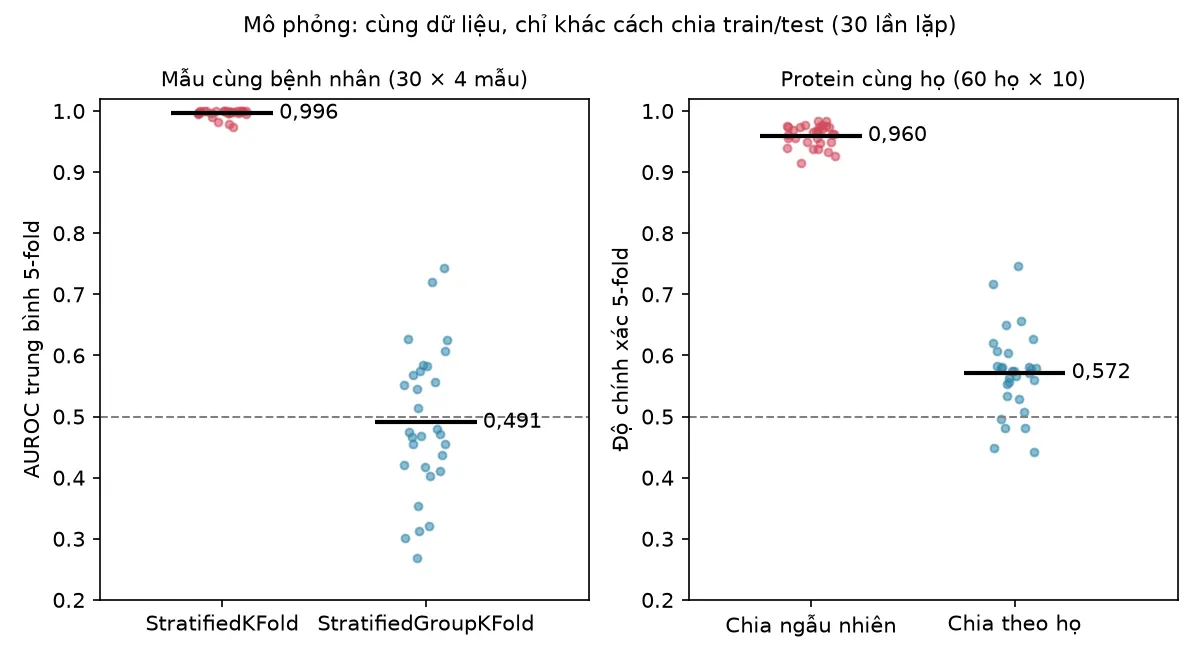 Mô phỏng: cùng dữ liệu, chỉ khác cách chia train/test (30 lần lặp)
Mẫu cùng bệnh nhân (30 × 4 mẫu)
AUROC trung bình 5-fold
1.0
0.9
0.8
0.7
0.6
0.5
0.4
0.3
0.2
0,996
0,491
StratifiedKFold
StratifiedGroupKFold
Protein cùng họ (60 họ × 10)
Độ chính xác 5-fold
1.0
0.9
0.8
0.7
0.6
0.5
0.4
0.3
0.2
0,960
0,572
Chia ngẫu nhiên
Chia theo họ